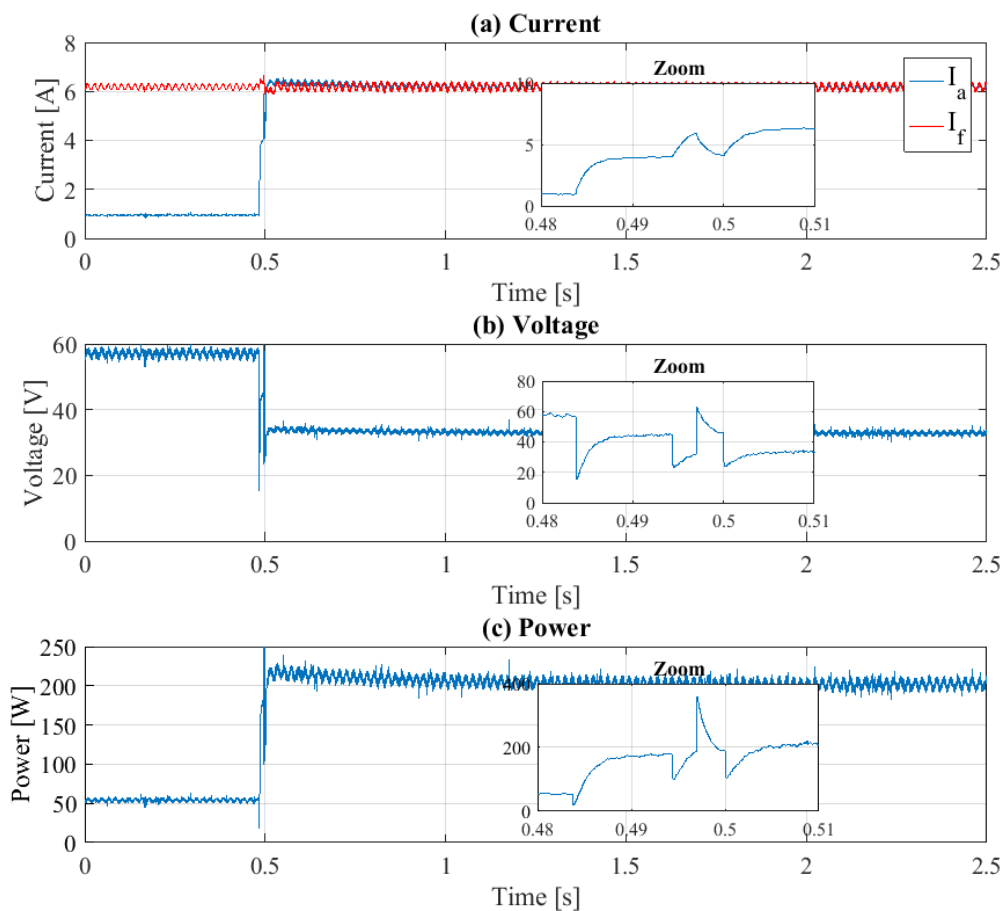 (a) Current
8
6
4
2
0
Current [A]
Zoom
10
5
0
0.48 0.49 0.5 0.51
I_a
I_f
0 0.5 1 1.5 2 2.5
Time [s]
(b) Voltage
60
40
20
0
Voltage [V]
Zoom
80
60
40
20
0
0.48 0.49 0.5 0.51
0 0.5 1 1.5 2 2.5
Time [s]
(c) Power
250
200
150
100
50
0
Power [W]
Zoom
400
200
0
0.48 0.49 0.5 0.51
0 0.5 1 1.5 2 2.5
Time [s]